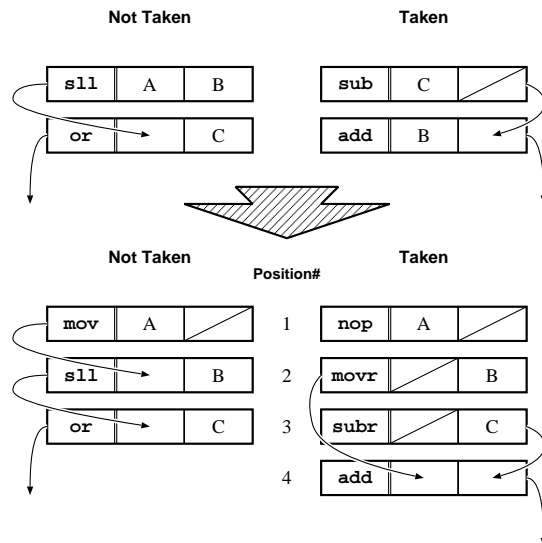 Not Taken Taken
sll A B sub C
or C add B
Not Taken Taken
Position#
mov A 1 nop A
sll B 2 movr B
or C 3 subr C
4 add